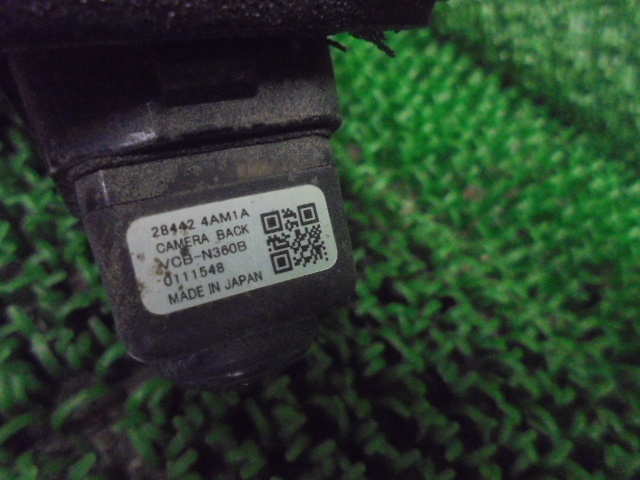 28442 4AM1A
CAMERA BACK
VCB-N360B
0111548
MADE IN JAPAN